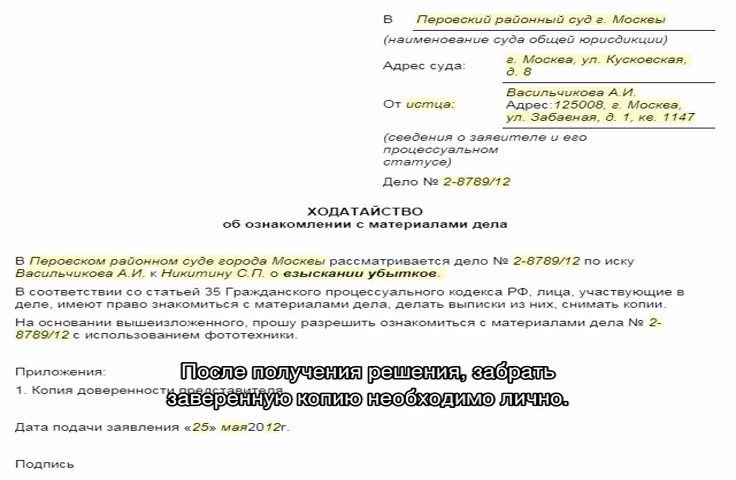 В Перовский районный суд г. Москвы
(наименование суда общей юрисдикции)
Адрес суда: г. Москва, ул. Кусковская,
д. 8
Васильчикова А.И.
От истца: Адрес:125008, г. Москва,
ул. Забавная, д. 1, кв. 1147
(сведения о заявителе и его
процессуальном
статусе)
Дело № 2-8789/12
ХОДАТАЙСТВО
об ознакомлении с материалами дела
В Перовском районном суде города Москвы рассматривается дело № 2-8789/12 по иску
Васильчикова А.И. к Никитину С.П. о взыскании убытков.
В соответствии со статьей 35 Гражданского процессуального кодекса РФ, лица, участвующие в
деле, имеют право знакомиться с материалами дела, делать выписки из них, снимать копии.
На основании вышеизложенного, прошу разрешить ознакомиться с материалами дела № 2-
8789/12 с использованием фототехники.
Приложения:
1. Копия доверенности представителя
После получения решения, забрать
заверенную копию необходимо лично.
Дата подачи заявления «25» мая2012г.
Подпись